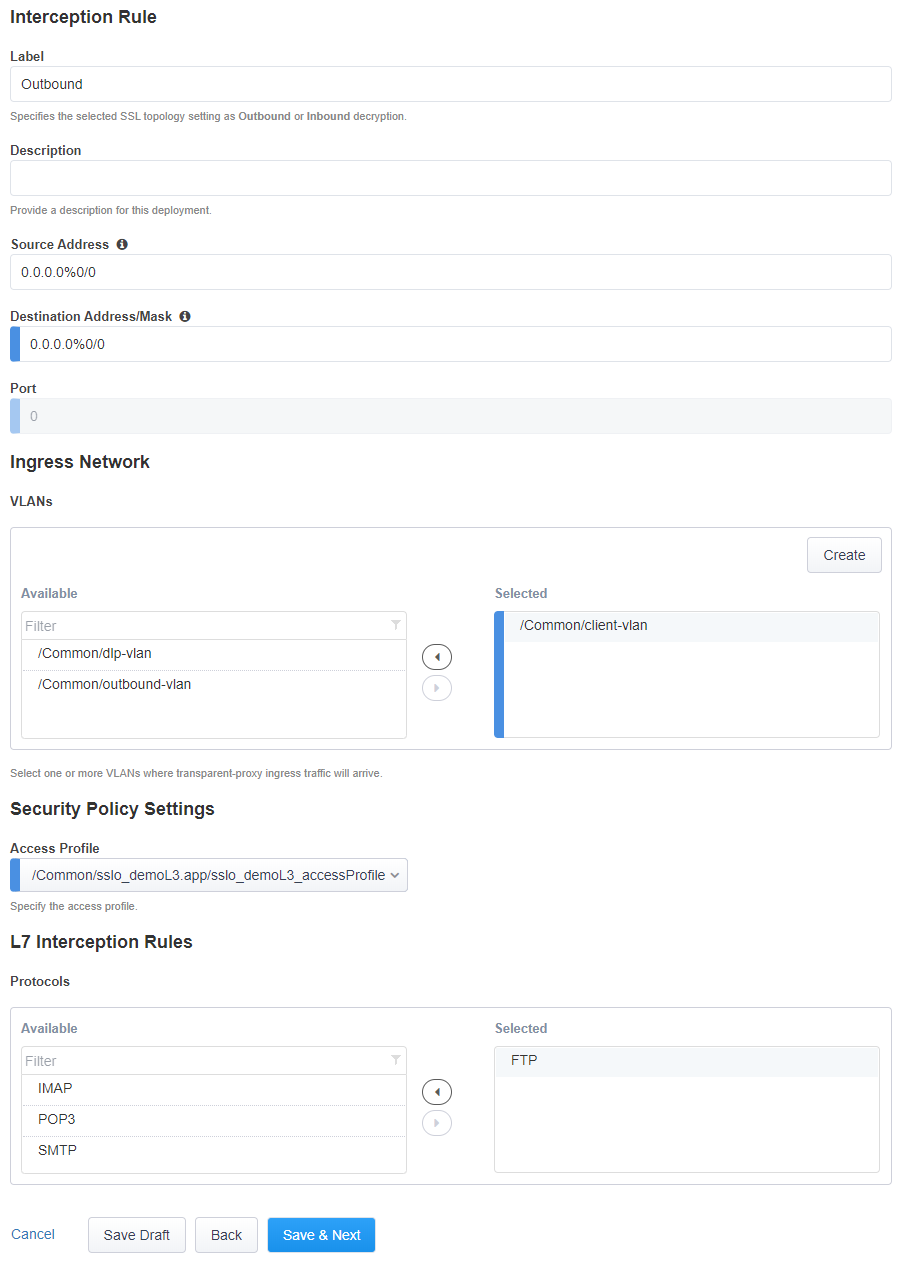 Interception Rule
Label
Outbound
Specifies the selected SSL topology setting as Outbound or Inbound decryption.
Description
Provide a description for this deployment.
Source Address
0.0.0.0%0/0
Destination Address/Mask
0.0.0.0%0/0
Port
0
Ingress Network
VLANs
Create
Available
Selected
Filter
/Common/client-vlan
/Common/dlp-vlan
/Common/outbound-vlan
Select one or more VLANs where transparent-proxy ingress traffic will arrive.
Security Policy Settings
Access Profile
/Common/sslo_demoL3.app/sslo_demoL3_accessProfile
Specify the access profile.
L7 Interception Rules
Protocols
Available
Selected
Filter
FTP
IMAP
POP3
SMTP
Cancel
Save Draft
Back
Save & Next